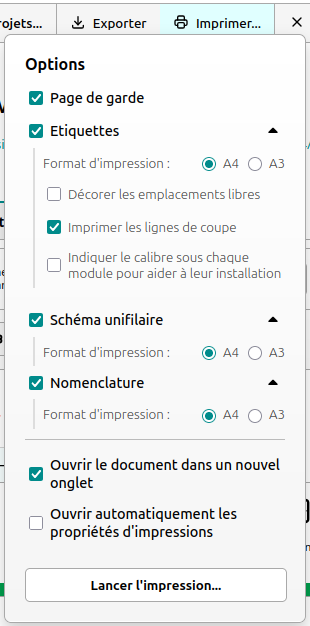 rojets...
Exporter
Imprimer...
Options
Page de garde
Etiquettes
Format d'impression :
A4
A3
Décorer les emplacements libres
Imprimer les lignes de coupe
Indiquer le calibre sous chaque
module pour aider à leur installation
Schéma unifilaire
Format d'impression :
A4
A3
Nomenclature
Format d'impression :
A4
A3
Ouvrir le document dans un nouvel
onglet
Ouvrir automatiquement les
propriétés d'impressions
Lancer l'impression...